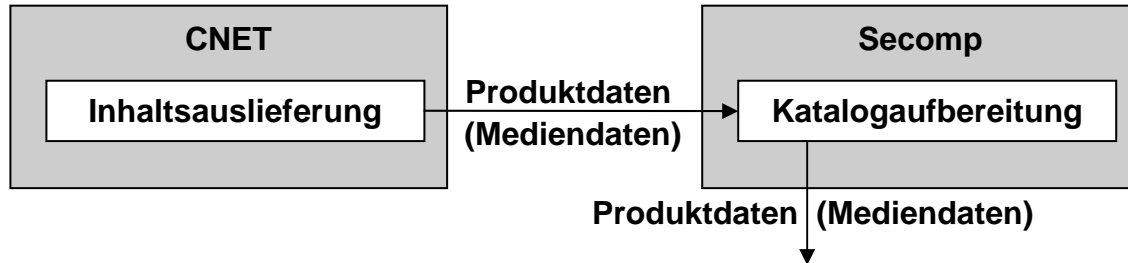 CNET
Secomp
Inhaltsauslieferung
Produktdaten
(Mediendaten)
Katalogaufbereitung
Produktdaten (Mediendaten)